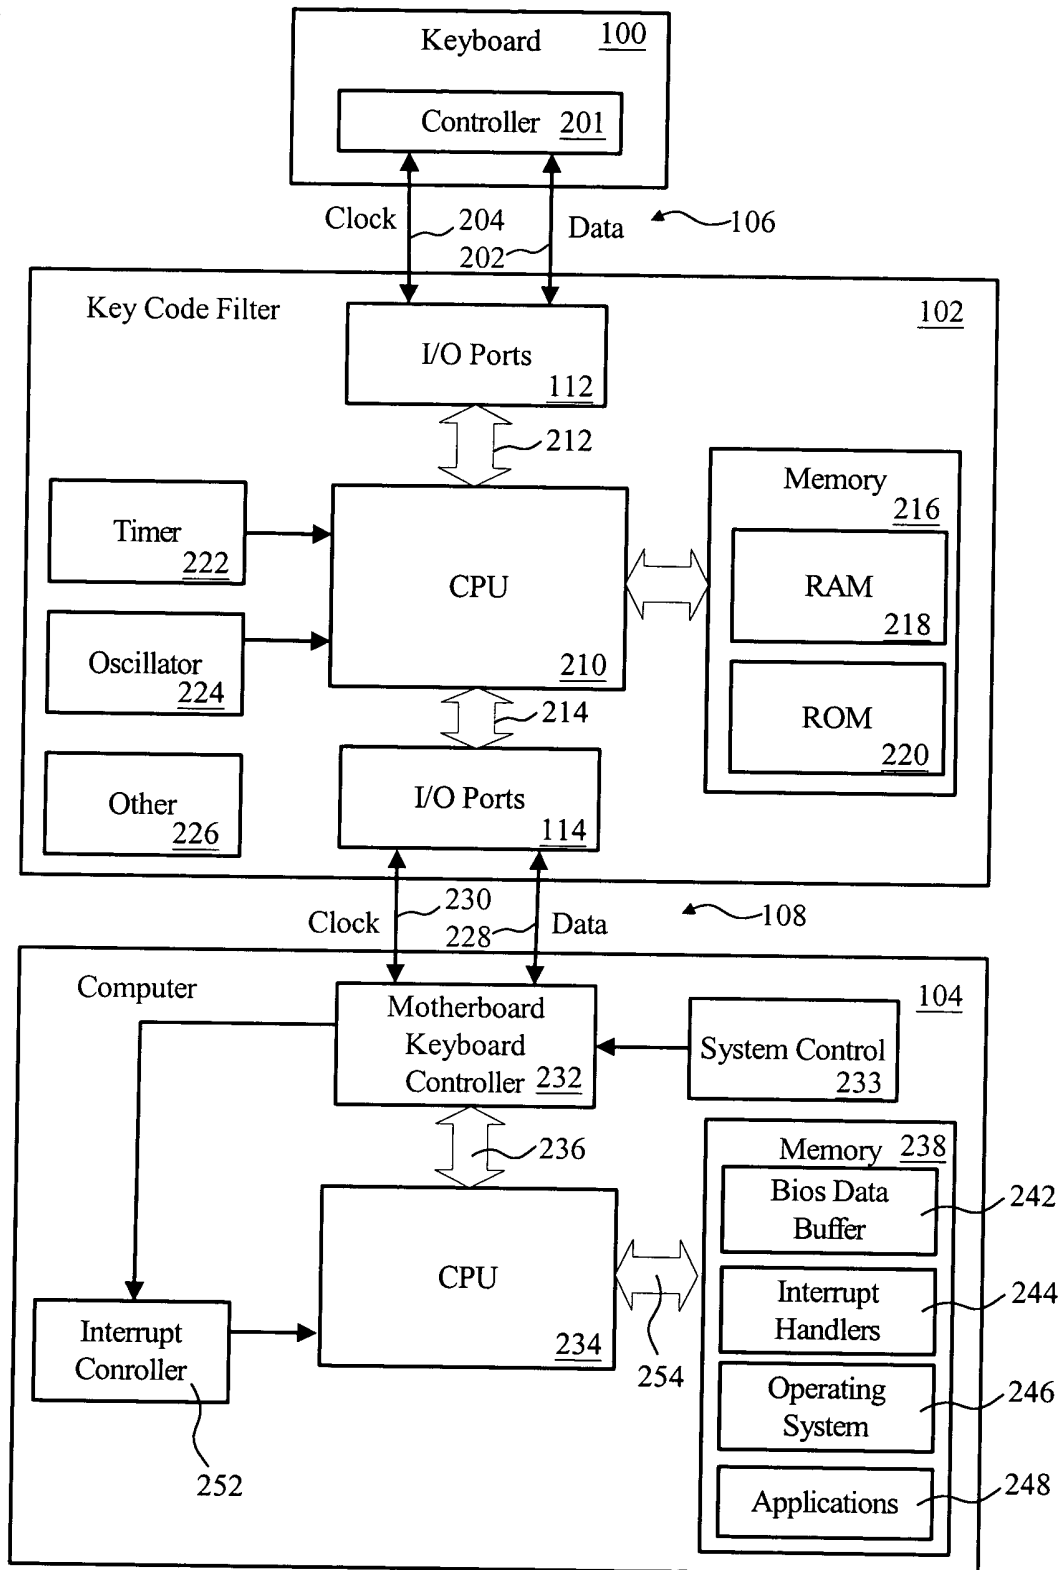 Keyboard 100
Controller 201
Clock 204
202 Data
106
Key Code Filter 102
I/O Ports
112
212
Timer
222
CPU
210
Memory
216
RAM
218
ROM
220
Oscillator
224
214
Other
226
I/O Ports
114
Clock 230
228 Data
108
Computer 104
Motherboard
Keyboard
Controller 232
System Control
233
236
Memory 238
Bios Data
Buffer
242
CPU
234
254
Interrupt
Handlers
244
Interrupt
Conroller
252
Operating
System
246
Applications
248